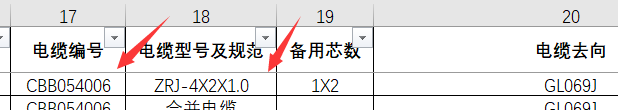 17 18 19 20
电缆编号 电缆型号及规范 备用芯数 电缆去向
CBB054006 ZRJ-4X2X1.0 1X2 GL069J
CBB054006 合并电缆 GL069J